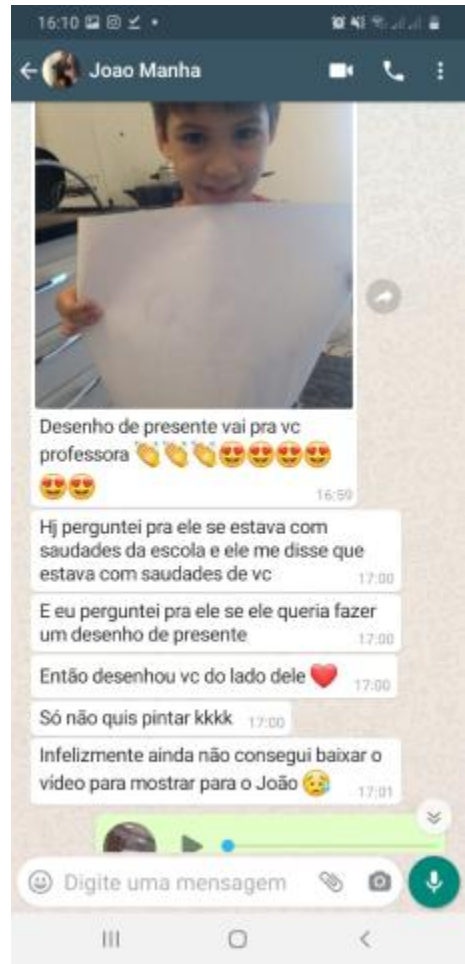 16:10
Joao Manha
Desenho de presente vai pra vc
professora 👏👏👏😍😍😍😍
😍😍
16:59
Hj perguntei pra ele se estava com
saudades da escola e ele me disse que
estava com saudades de vc
17:00
E eu perguntei pra ele se ele queria fazer
um desenho de presente
17:00
Então desenhou vc do lado dele ❤️
17:00
Só não quis pintar kkkk
17:00
Infelizmente ainda não consegui baixar o
vídeo para mostrar para o João 😥
17:01
Digite uma mensagem